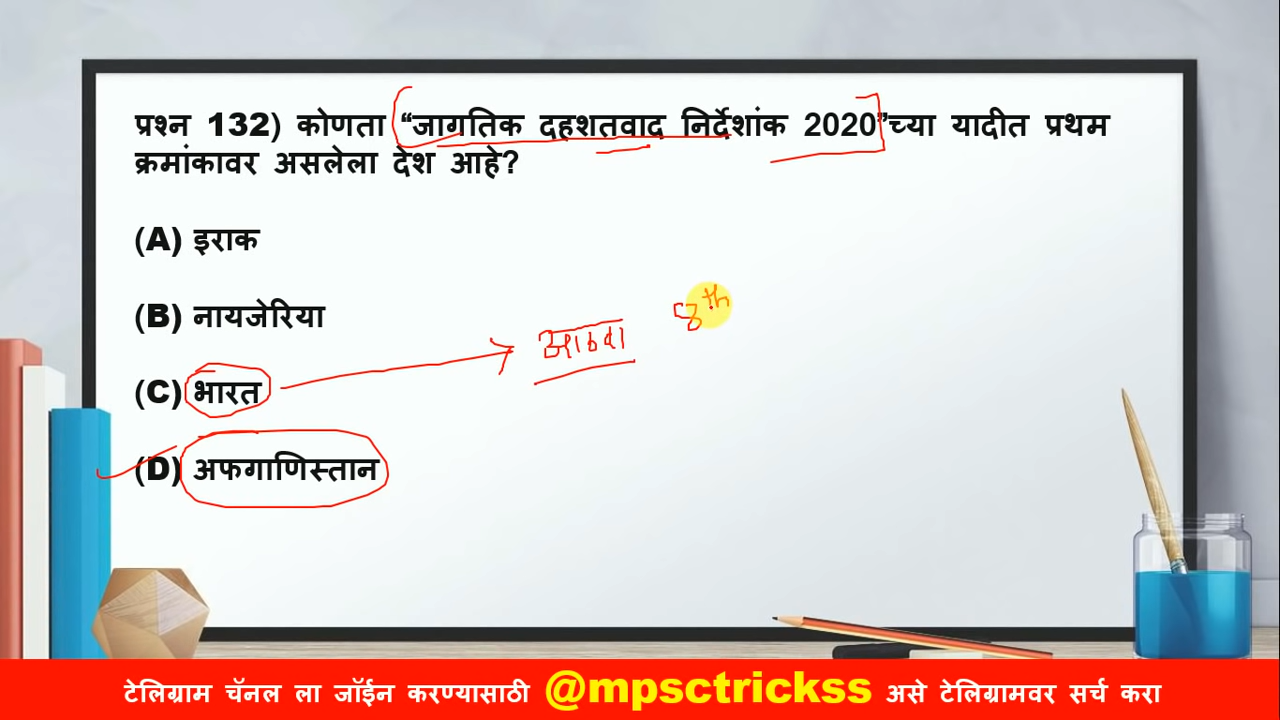 प्रश्न 132) कोणता “जागतिक दहशतवाद निर्देशांक 2020”च्या यादीत प्रथम
क्रमांकावर असलेला देश आहे?
(A) इराक
(B) नायजेरिया
(C) भारत
आठवा 8th
(D) अफगाणिस्तान
टेलिग्राम चॅनल ला जॉईन करण्यासाठी @mpsctrickss असे टेलिग्रामवर सर्च करा